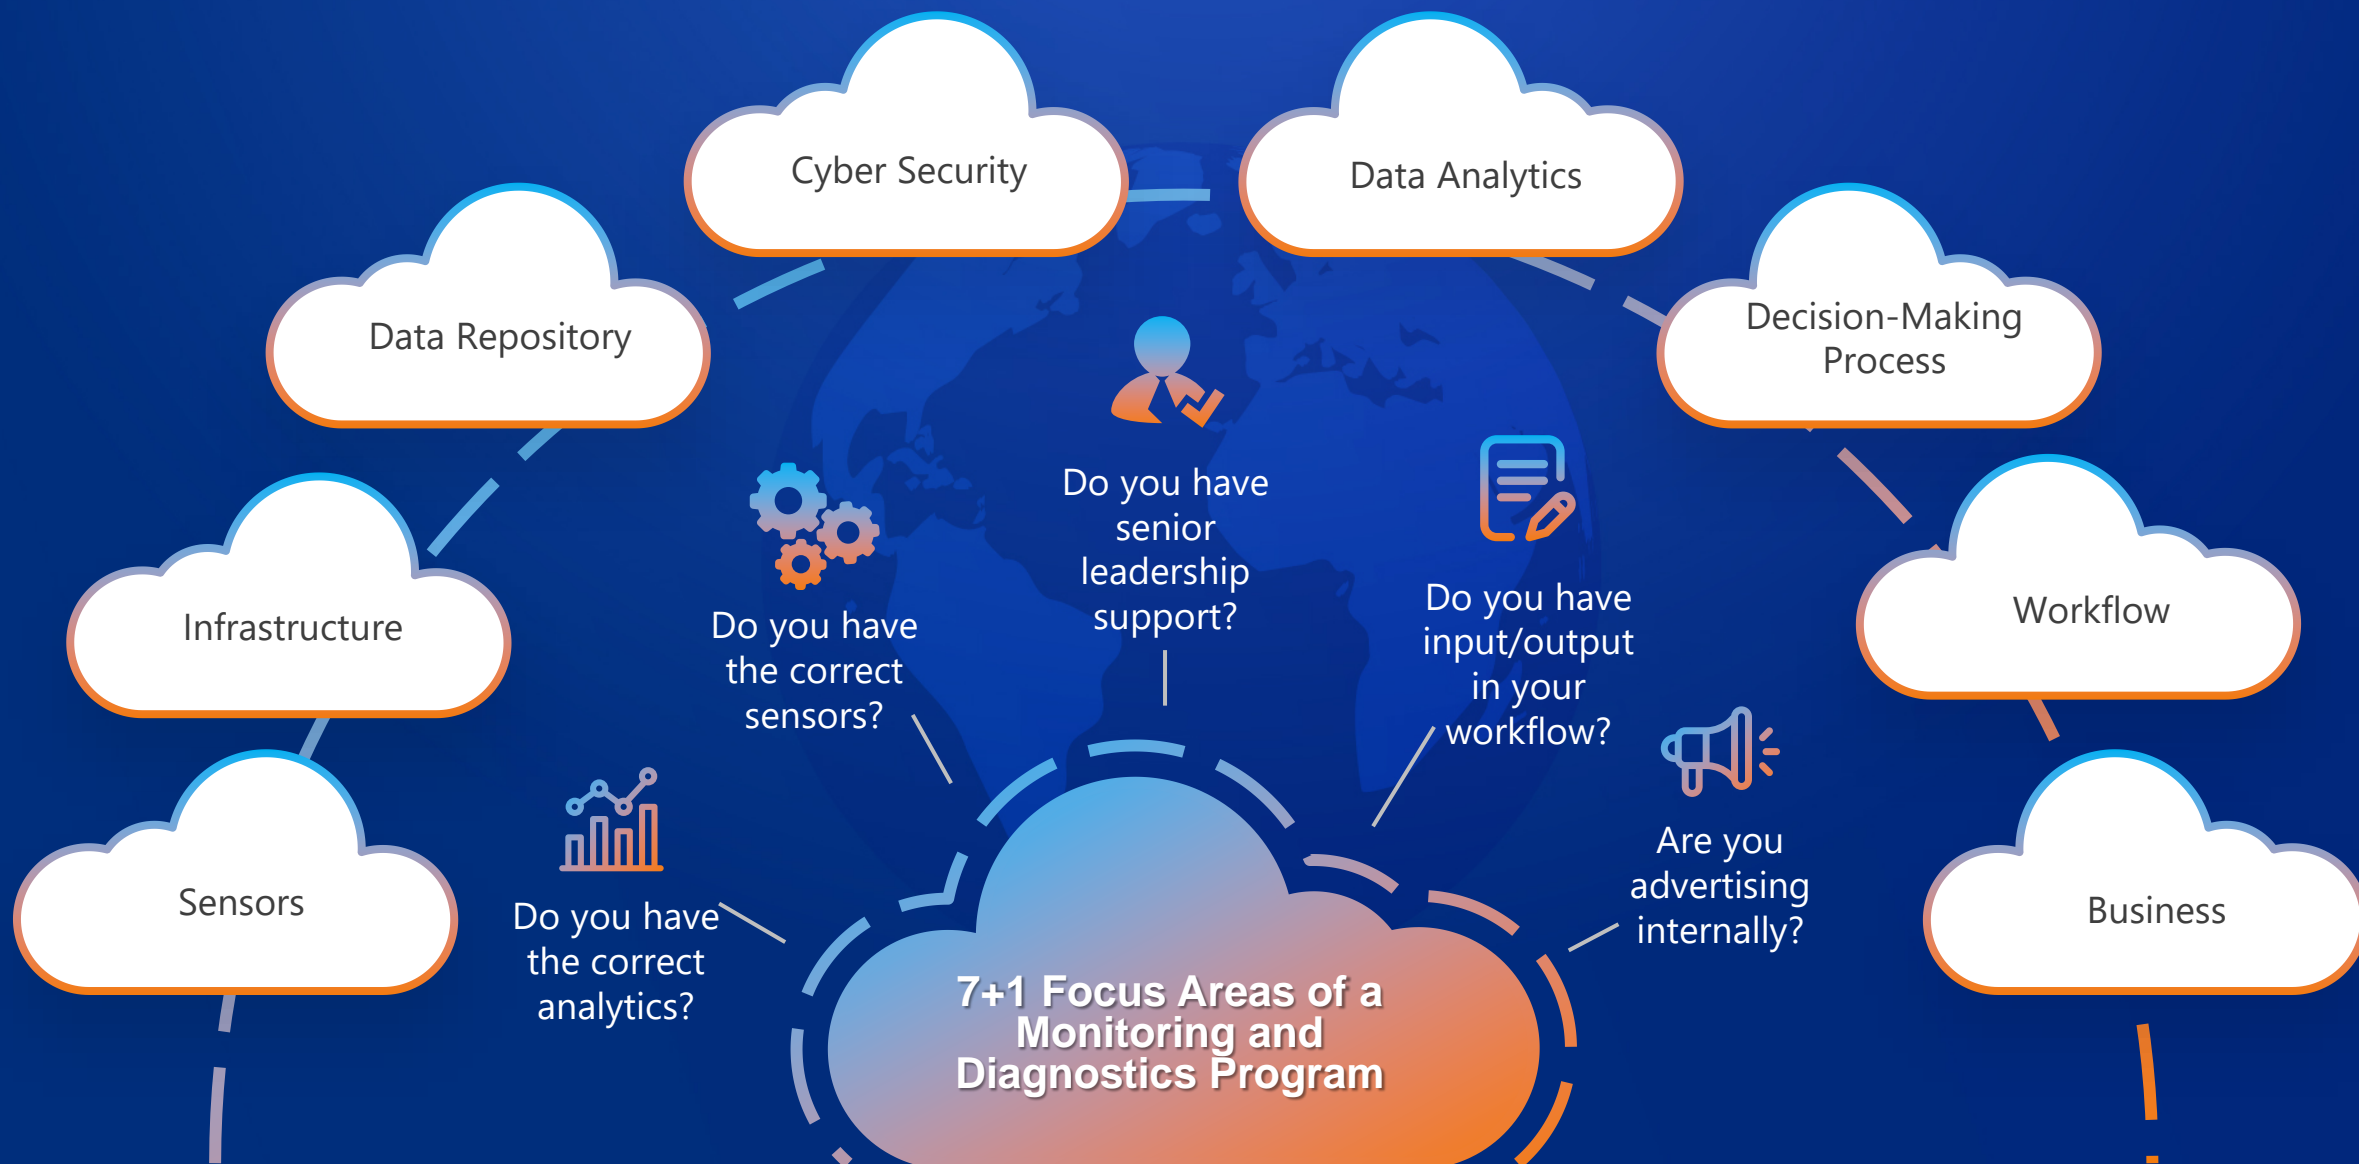 Cyber Security
Data Analytics
Data Repository
Decision-Making
Process
Infrastructure
Workflow
Sensors
Business
Do you have
the correct
analytics?
Do you have
the correct
sensors?
Do you have
senior
leadership
support?
Do you have
input/output
in your
workflow?
Are you
advertising
internally?
7+1 Focus Areas of a
Monitoring and
Diagnostics Program